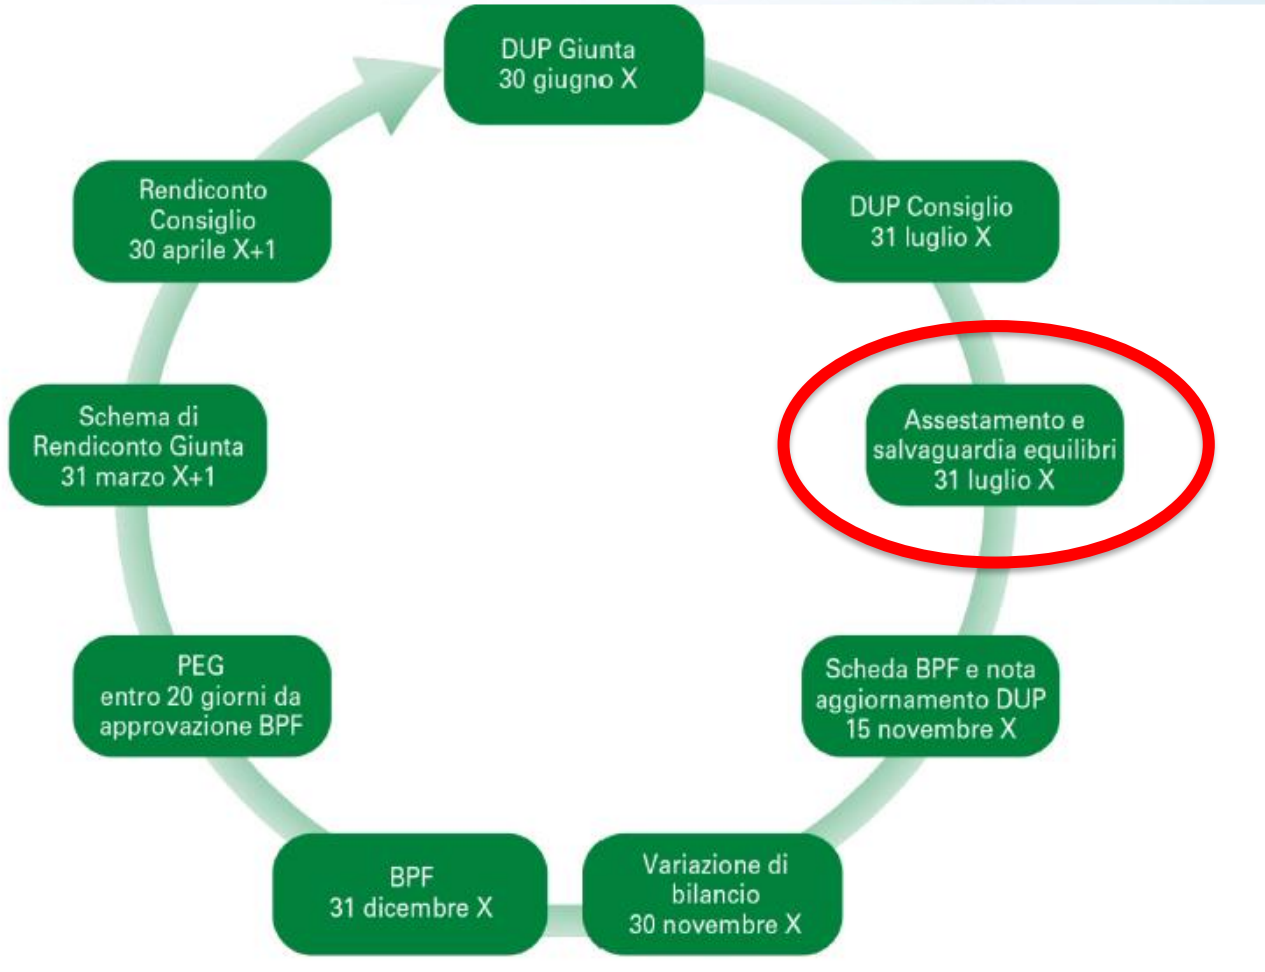 DUP Giunta
30 giugno X
DUP Consiglio
31 luglio X
Assestamento e
salvaguardia equilibri
31 luglio X
Scheda BPF e nota
aggiornamento DUP
15 novembre X
Variazione di
bilancio
30 novembre X
BPF
31 dicembre X
PEG
entro 20 giorni da
approvazione BPF
Schema di
Rendiconto Giunta
31 marzo X+1
Rendiconto
Consiglio
30 aprile X+1